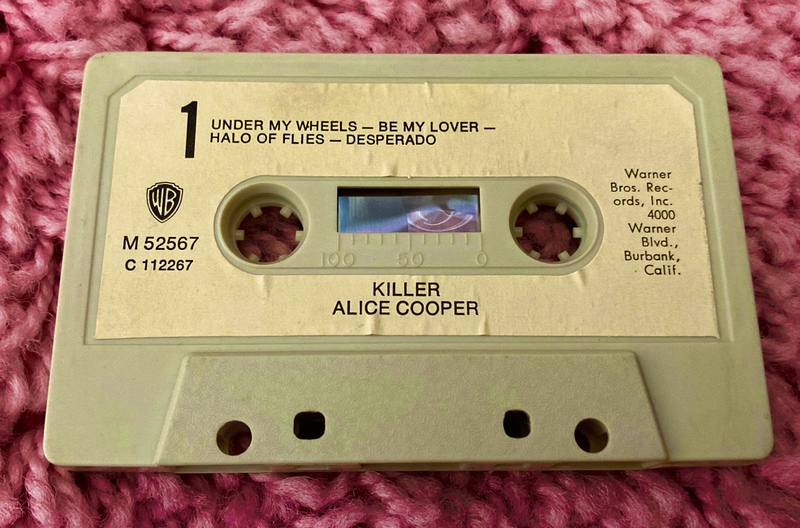 1
UNDER MY WHEELS — BE MY LOVER —
HALO OF FLIES — DESPERADO
WB
M 52567
C 112267
Warner
Bros. Rec-
ords, Inc.
4000
Warner
Blvd.,
Burbank,
Calif.
100 50 0
KILLER
ALICE COOPER